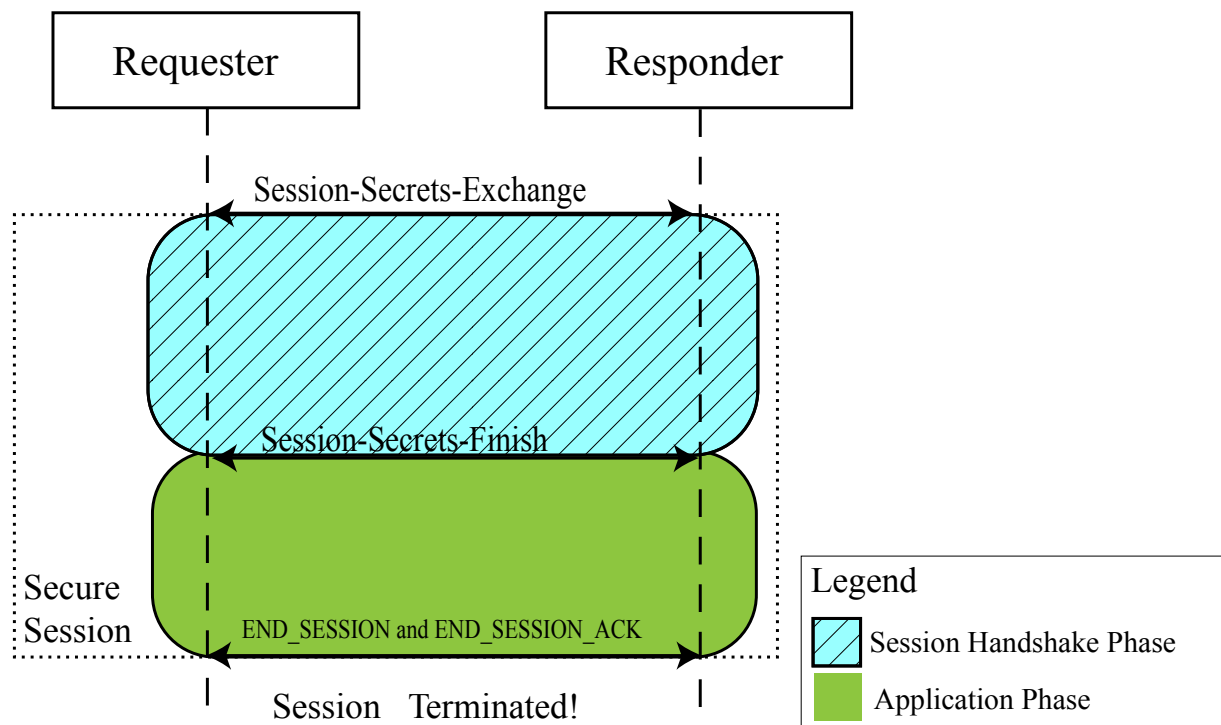 Requester
Responder
Session-Secrets-Exchange
Session-Secrets-Finish
Secure
Session
END_SESSION and END_SESSION_ACK
Session Terminated!
Legend
Session Handshake Phase
Application Phase